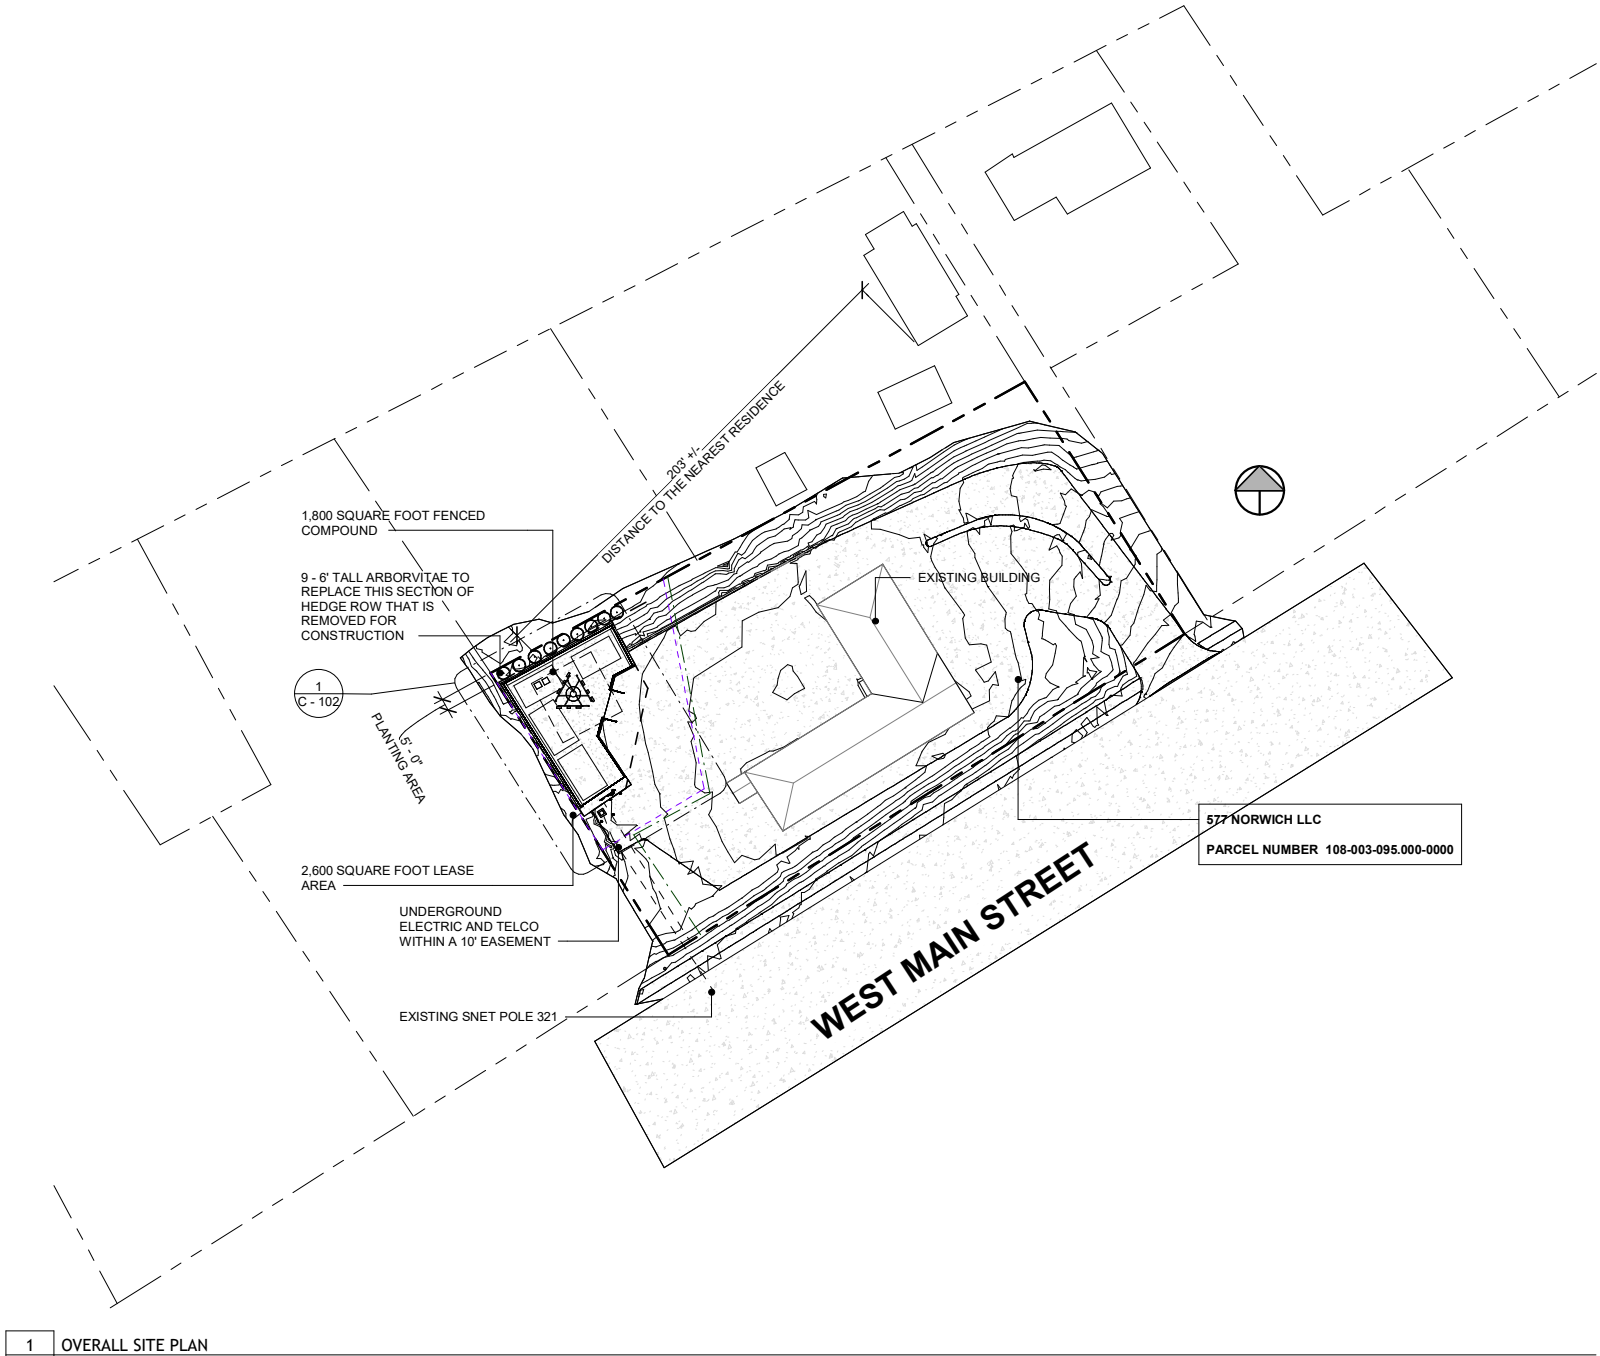 203' +/-
DISTANCE TO THE NEAREST RESIDENCE
1,800 SQUARE FOOT FENCED
COMPOUND
9 - 6' TALL ARBORVITAE TO
REPLACE THIS SECTION OF
HEDGE ROW THAT IS
REMOVED FOR
CONSTRUCTION
EXISTING BUILDING
1
C - 102
5' - 0"
PLANTING AREA
577 NORWICH LLC
PARCEL NUMBER 108-003-095.000-0000
2,600 SQUARE FOOT LEASE
AREA
UNDERGROUND
ELECTRIC AND TELCO
WITHIN A 10' EASEMENT
WEST MAIN STREET
EXISTING SNET POLE 321
1 OVERALL SITE PLAN